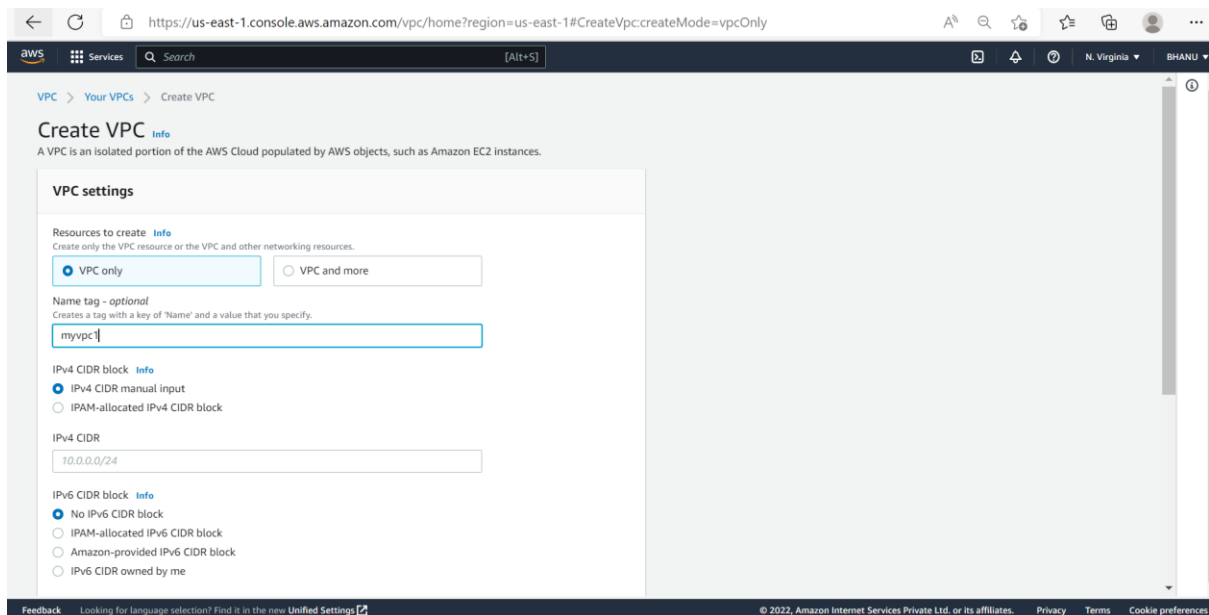 https://us-east-1.console.aws.amazon.com/vpc/home?region=us-east-1#CreateVpc:createMode=vpcOnly
aws Services Search [Alt+S] N. Virginia BHANU
VPC > Your VPCs > Create VPC
Create VPC Info
A VPC is an isolated portion of the AWS Cloud populated by AWS objects, such as Amazon EC2 instances.
VPC settings
Resources to create Info
Create only the VPC resource or the VPC and other networking resources.
VPC only VPC and more
Name tag - optional
Creates a tag with a key of 'Name' and a value that you specify.
myvpc1
IPv4 CIDR block Info
IPv4 CIDR manual input
IPAM-allocated IPv4 CIDR block
IPv4 CIDR
10.0.0.0/24
IPv6 CIDR block Info
No IPv6 CIDR block
IPAM-allocated IPv6 CIDR block
Amazon-provided IPv6 CIDR block
IPv6 CIDR owned by me
Feedback Looking for language selection? Find it in the new Unified Settings © 2022, Amazon Internet Services Private Ltd. or its affiliates. Privacy Terms Cookie preferences